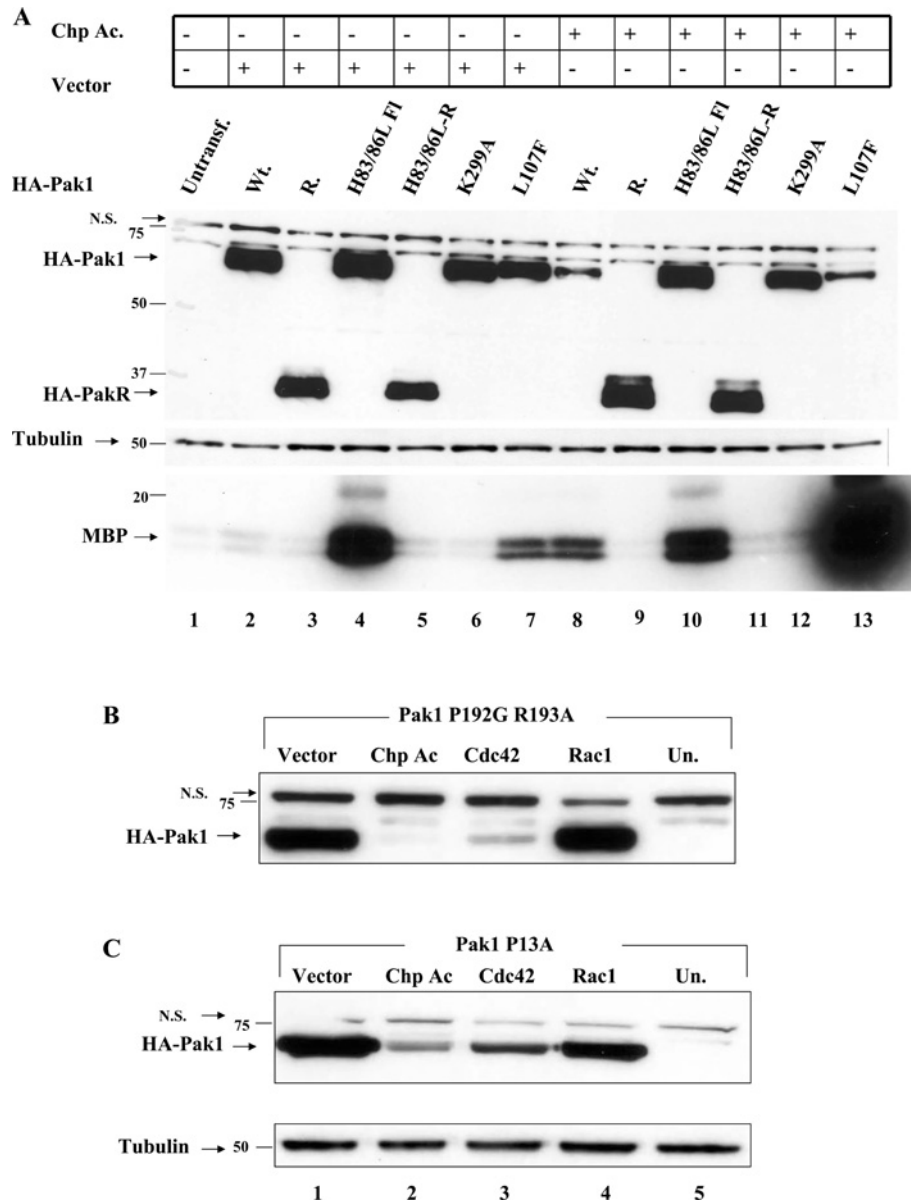 A
Chp Ac. - - - - - - - + + + + + +
Vector - + + + + + + - - - - - -
HA-Pak1 Untransf. Wt. R. H83/86L Fl H83/86L-R K299A L107F Wt. R. H83/86L Fl H83/86L-R K299A L107F
N.S.
75
HA-Pak1
50
37
HA-PakR
Tubulin 50
20
MBP
1 2 3 4 5 6 7 8 9 10 11 12 13
B
Pak1 P192G R193A
Vector Chp Ac Cdc42 Rac1 Un.
N.S.
75
HA-Pak1
C
Pak1 P13A
Vector Chp Ac Cdc42 Rac1 Un.
N.S.
75
HA-Pak1
Tubulin 50
1 2 3 4 5